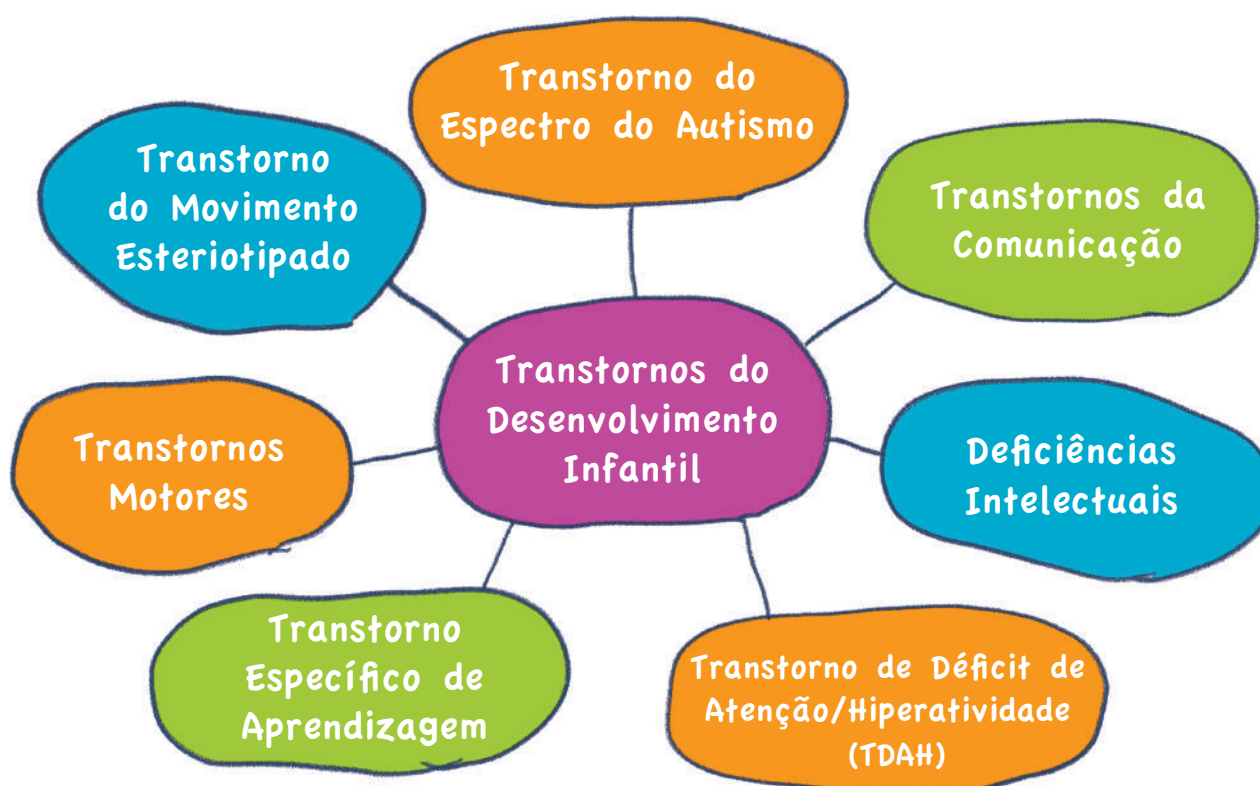 Transtorno do
Espectro do Autismo
Transtorno
do Movimento
Esteriotipado
Transtornos da
Comunicação
Transtornos do
Desenvolvimento
Infantil
Transtornos
Motores
Deficiências
Intelectuais
Transtorno
Específico de
Aprendizagem
Transtorno de Déficit de
Atenção/Hiperatividade
(TDAH)